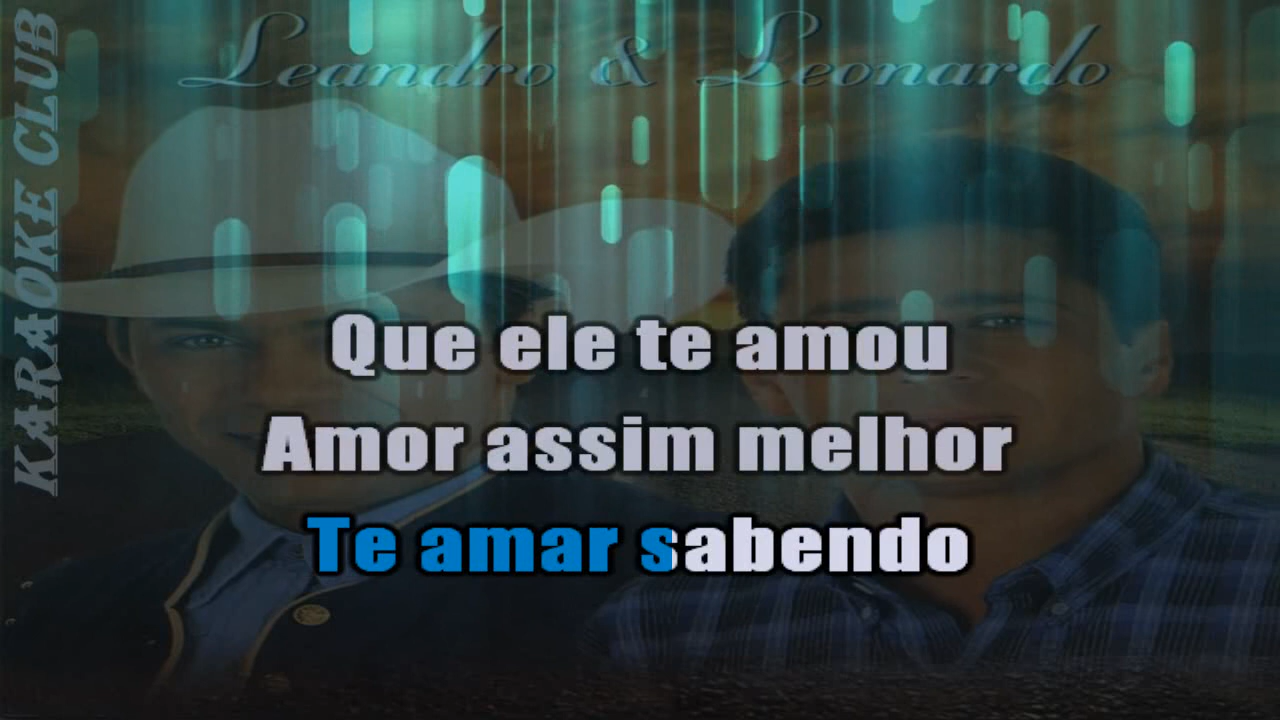 Leandro & Leonardo
KARAOKE CLUB
Que ele te amou
Amor assim melhor
Te amar sabendo